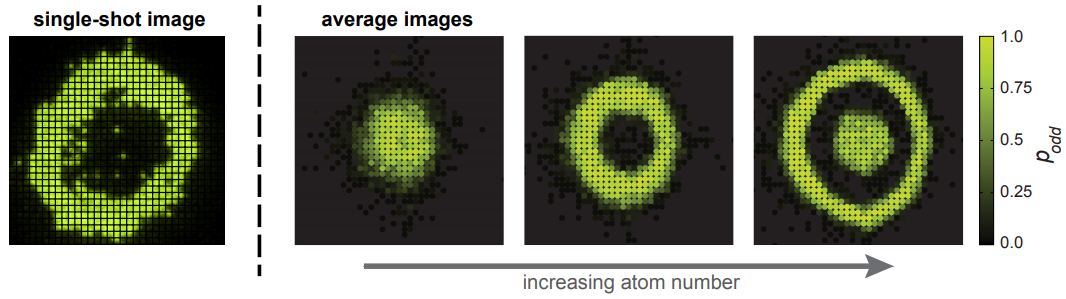 single-shot image
average images
1.0
0.75
0.5
0.25
0.0
p_odd
increasing atom number